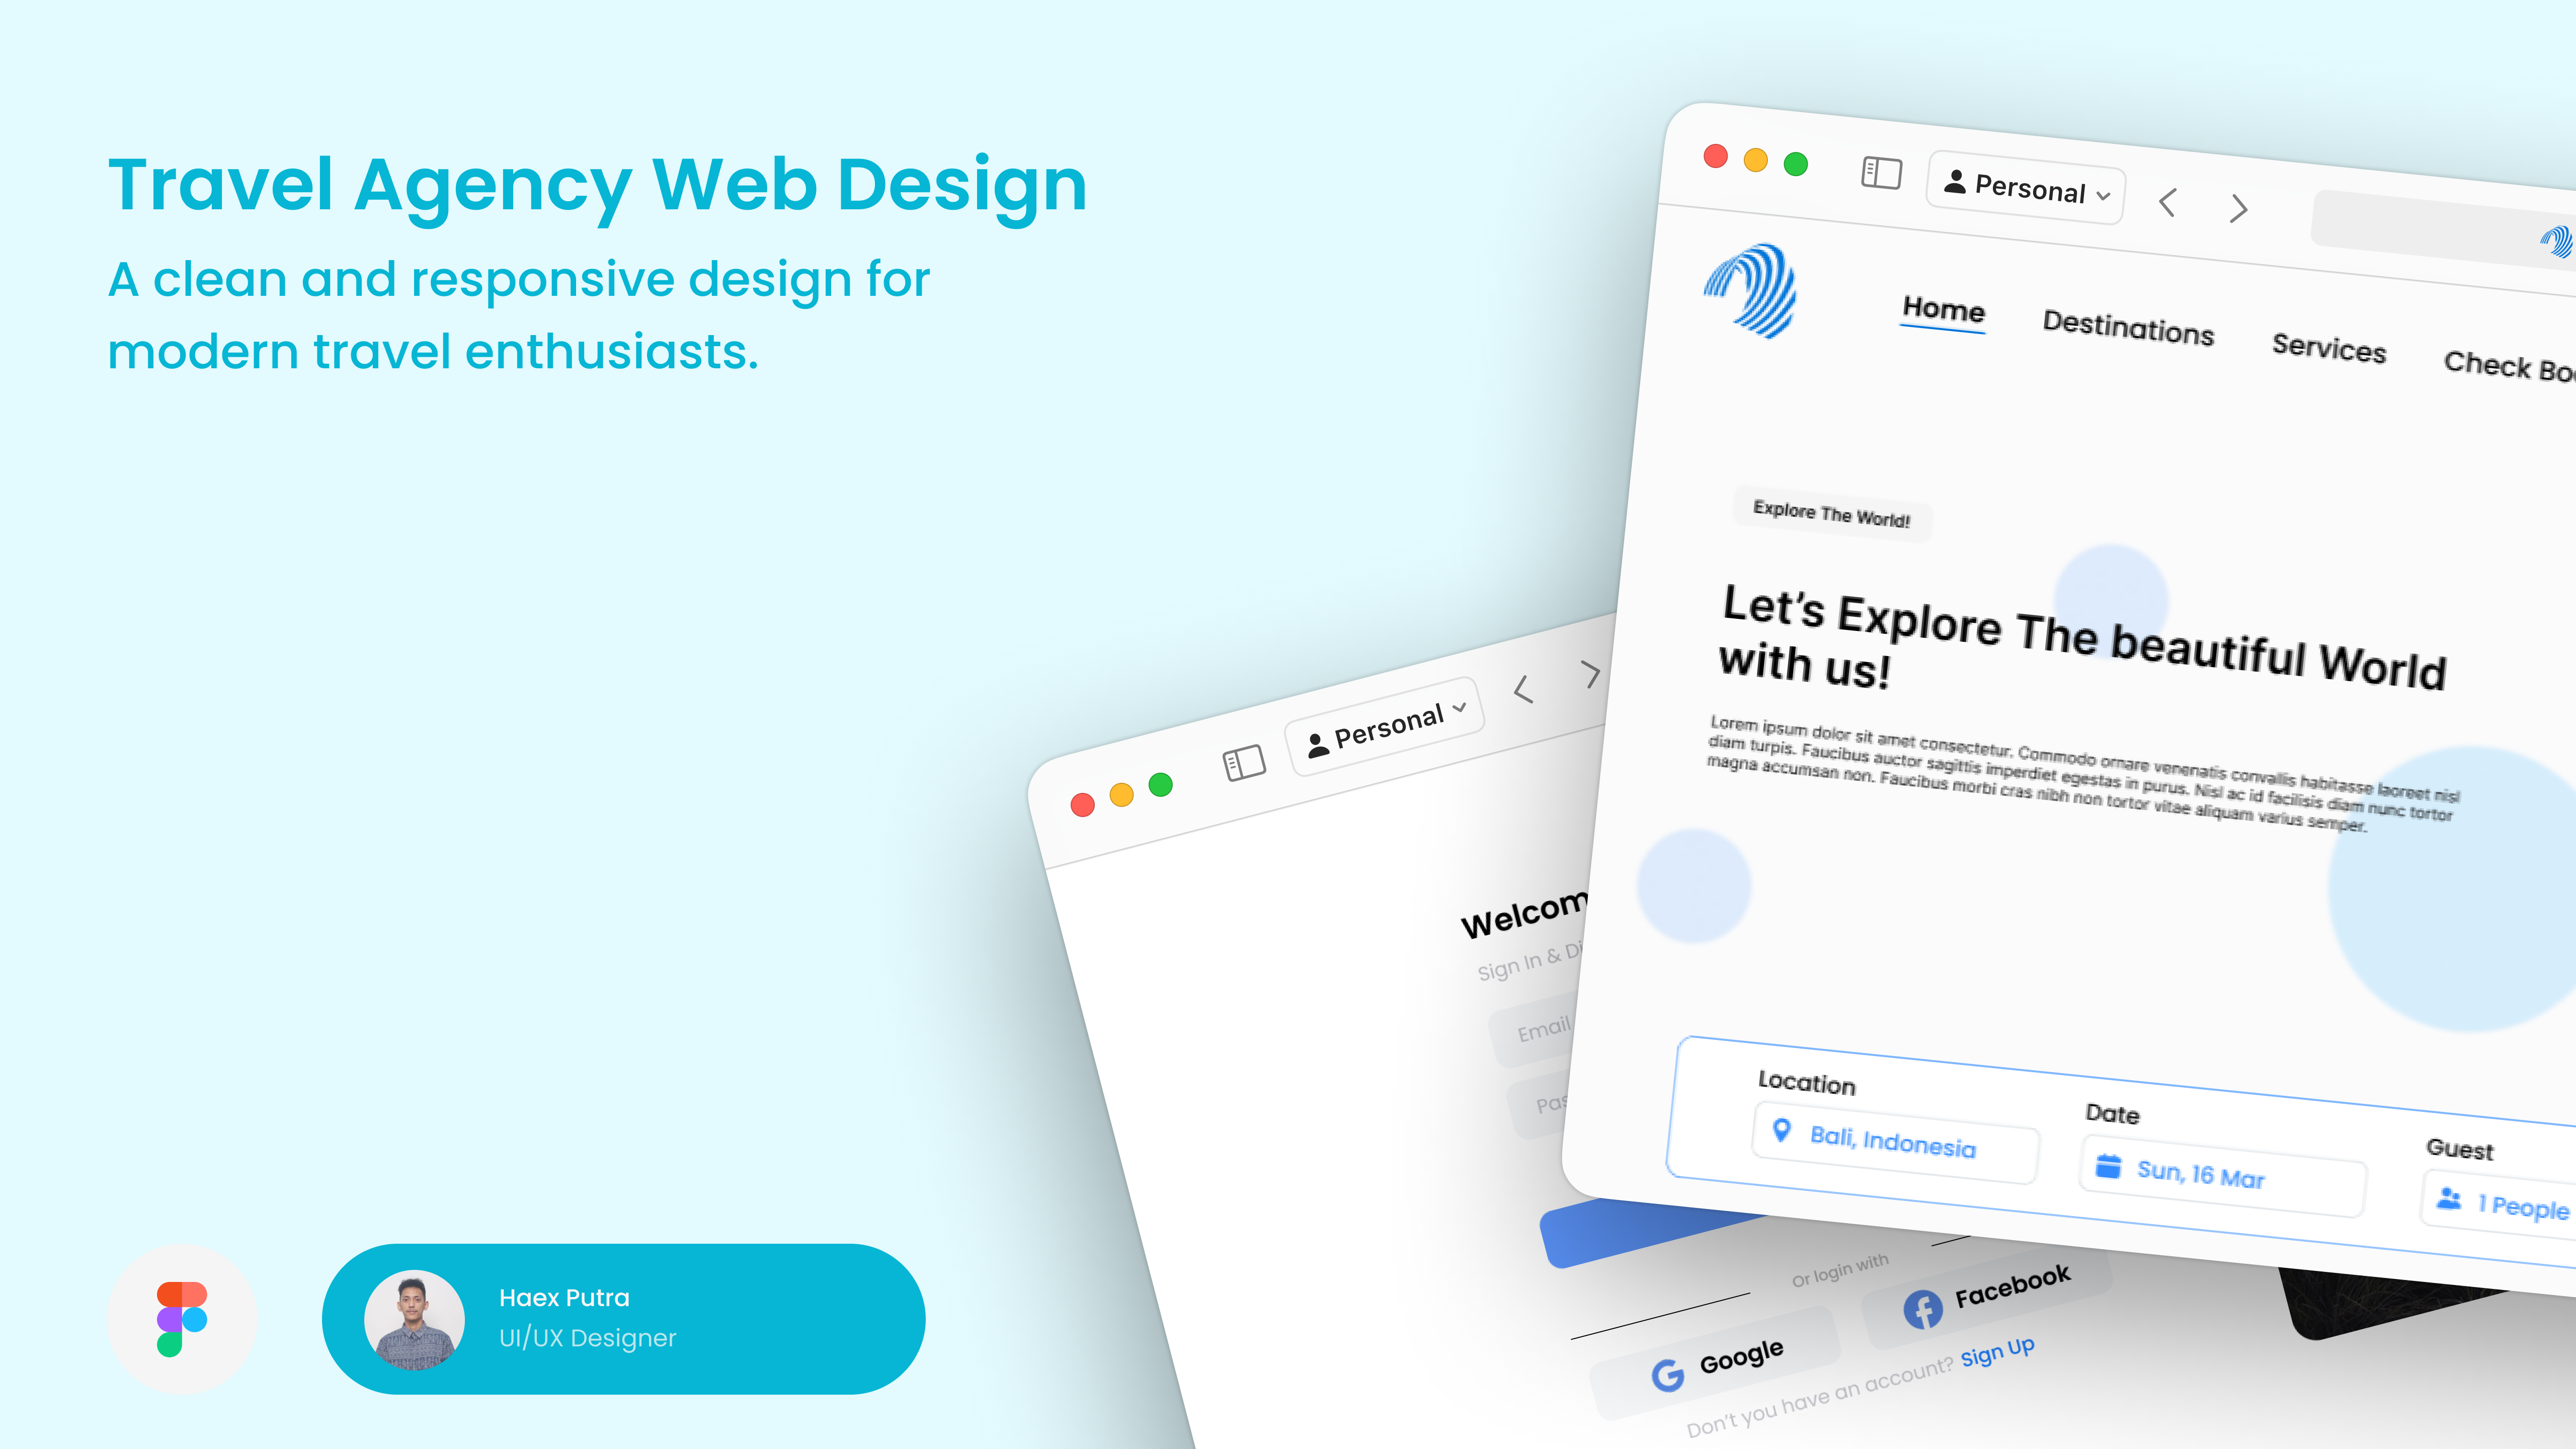 Travel Agency Web Design
A clean and responsive design for
modern travel enthusiasts.
Haex Putra
UI/UX Designer
Personal
Home
Destinations
Services
Check
Explore The World!
Let's Explore The beautiful World
with us!
Lorem ipsum dolor sit amet consectetur. Commodo ornare venenatis convallis habitasse laoreet nisl
diam turpis. Faucibus auctor sagittis imperdiet egestas in purus. Nisl ac id facilisis diam nunc tortor
magna accumsan non. Faucibus morbi cras nibh non tortor vitae aliquam varius semper.
Location
Bali, Indonesia
Date
Sun, 16 Mar
Guest
1 People
Personal
Welcom
Sign In & Di
Email
Pas
Or login with
Google
Facebook
Don't you have an account? Sign Up